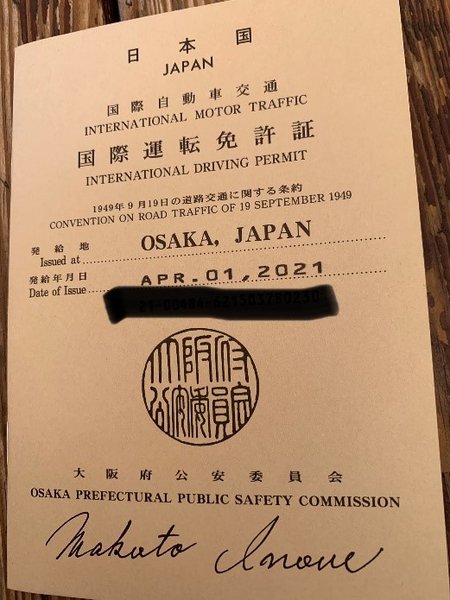 日本国
JAPAN
国際自動車交通
INTERNATIONAL MOTOR TRAFFIC
国際運転免許証
INTERNATIONAL DRIVING PERMIT
1949年9月19日の道路交通に関する条約
CONVENTION ON ROAD TRAFFIC OF 19 SEPTEMBER 1949
発給地
Issued at OSAKA, JAPAN
発給年月日
Date of Issue APR. 01, 2021
大阪府公安委員会
OSAKA PREFECTURAL PUBLIC SAFETY COMMISSION
Makoto Inoue